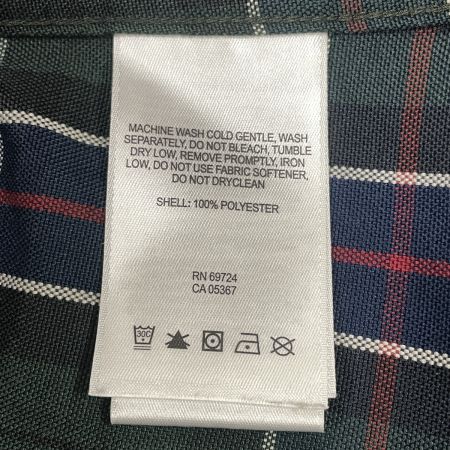 MACHINE WASH COLD GENTLE, WASH
SEPARATELY, DO NOT BLEACH, TUMBLE
DRY LOW, REMOVE PROMPTLY, IRON
LOW, DO NOT USE FABRIC SOFTENER,
DO NOT DRYCLEAN
SHELL: 100% POLYESTER
RN 69724
CA 05367
30C